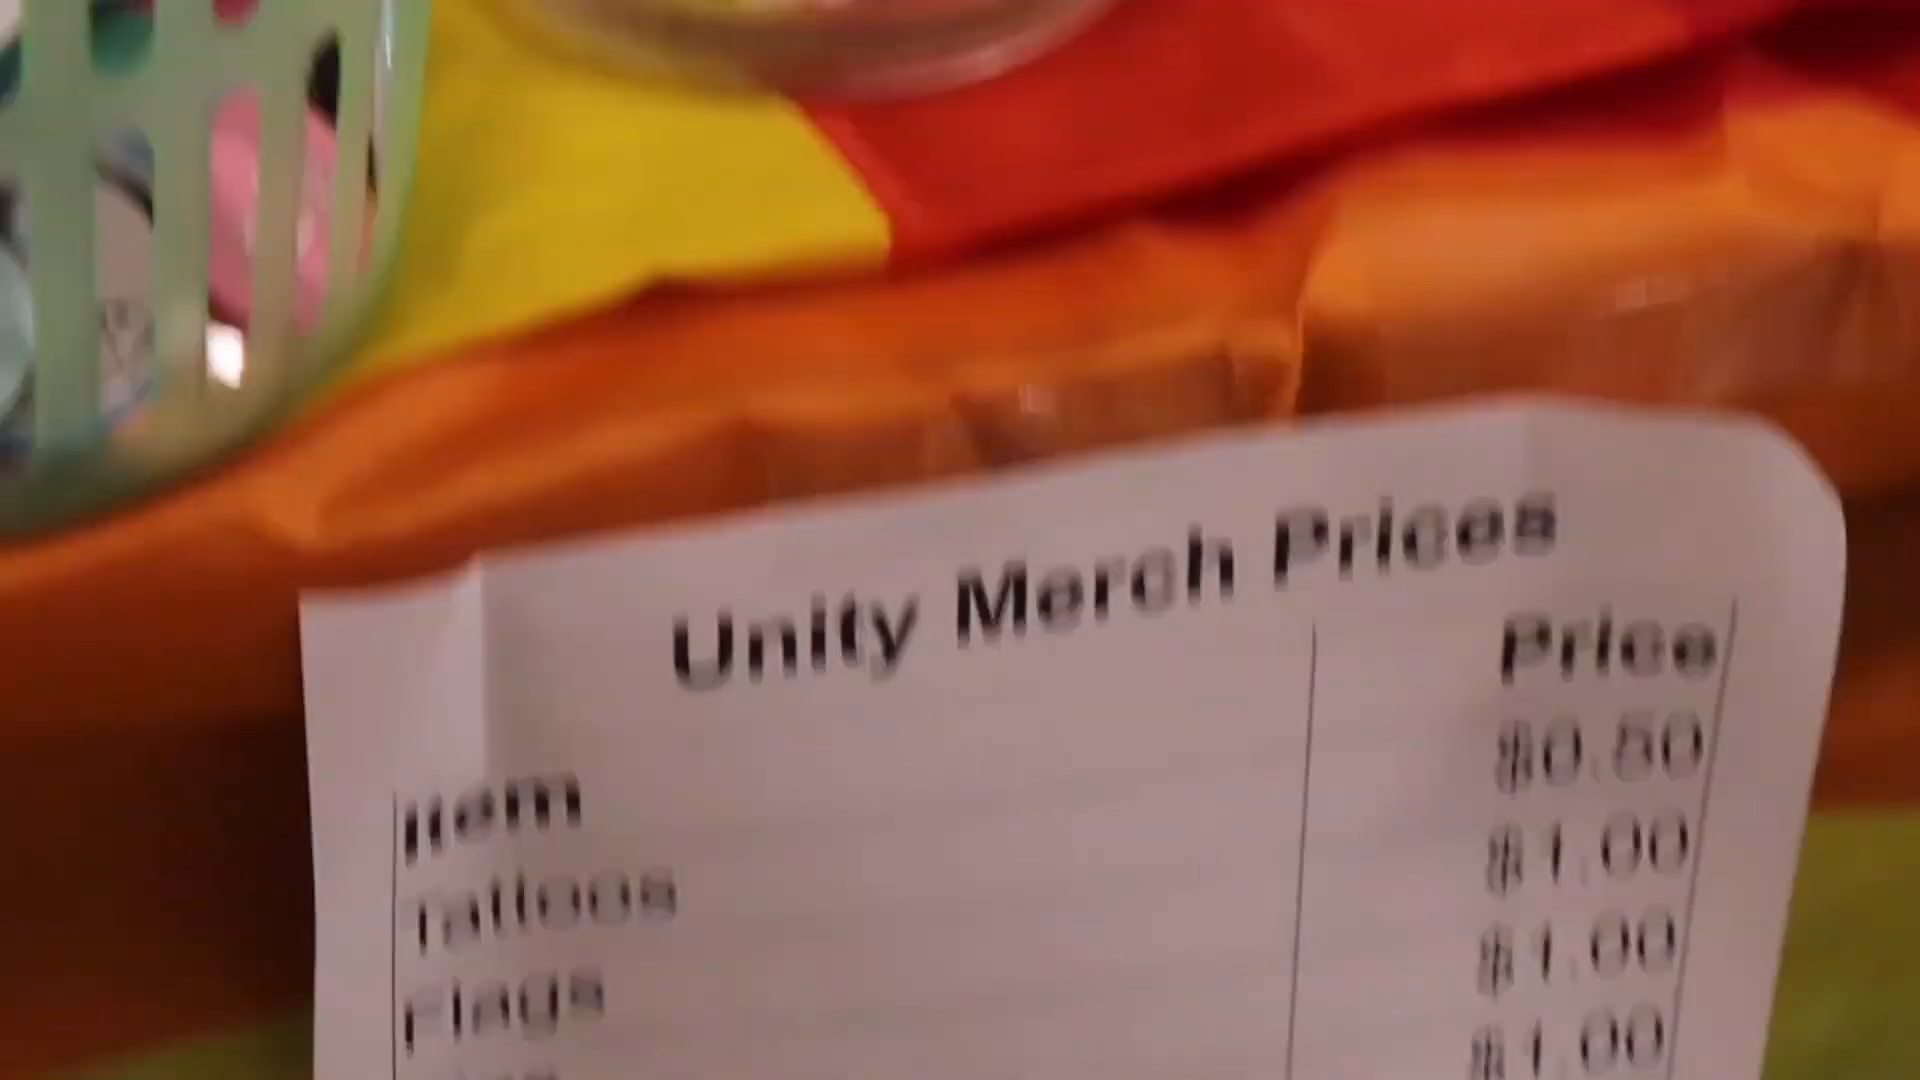 Unity Merch Prices
Item Price
Tattoos $0.50
Flags $1.00
$1.00
$1.00